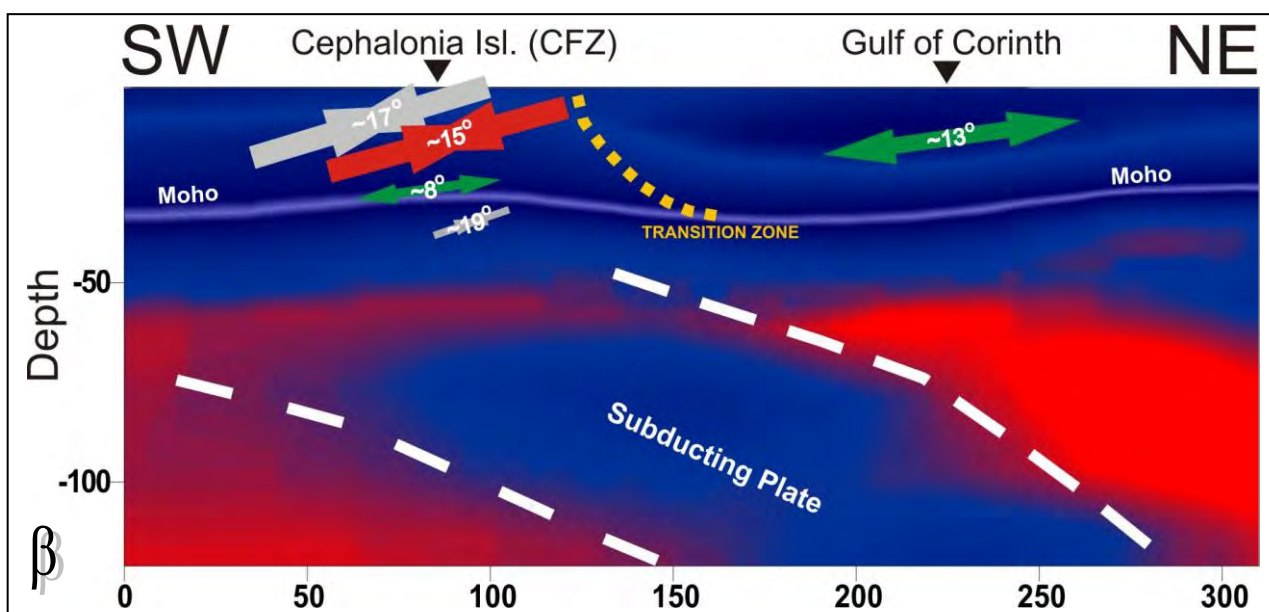 SW Cephalonia Isl. (CFZ) Gulf of Corinth NE
~17°
~15°
~13°
~8°
Moho
Moho
~19°
TRANSITION ZONE
Depth
-50
Subducting Plate
-100
β
0 50 100 150 200 250 300